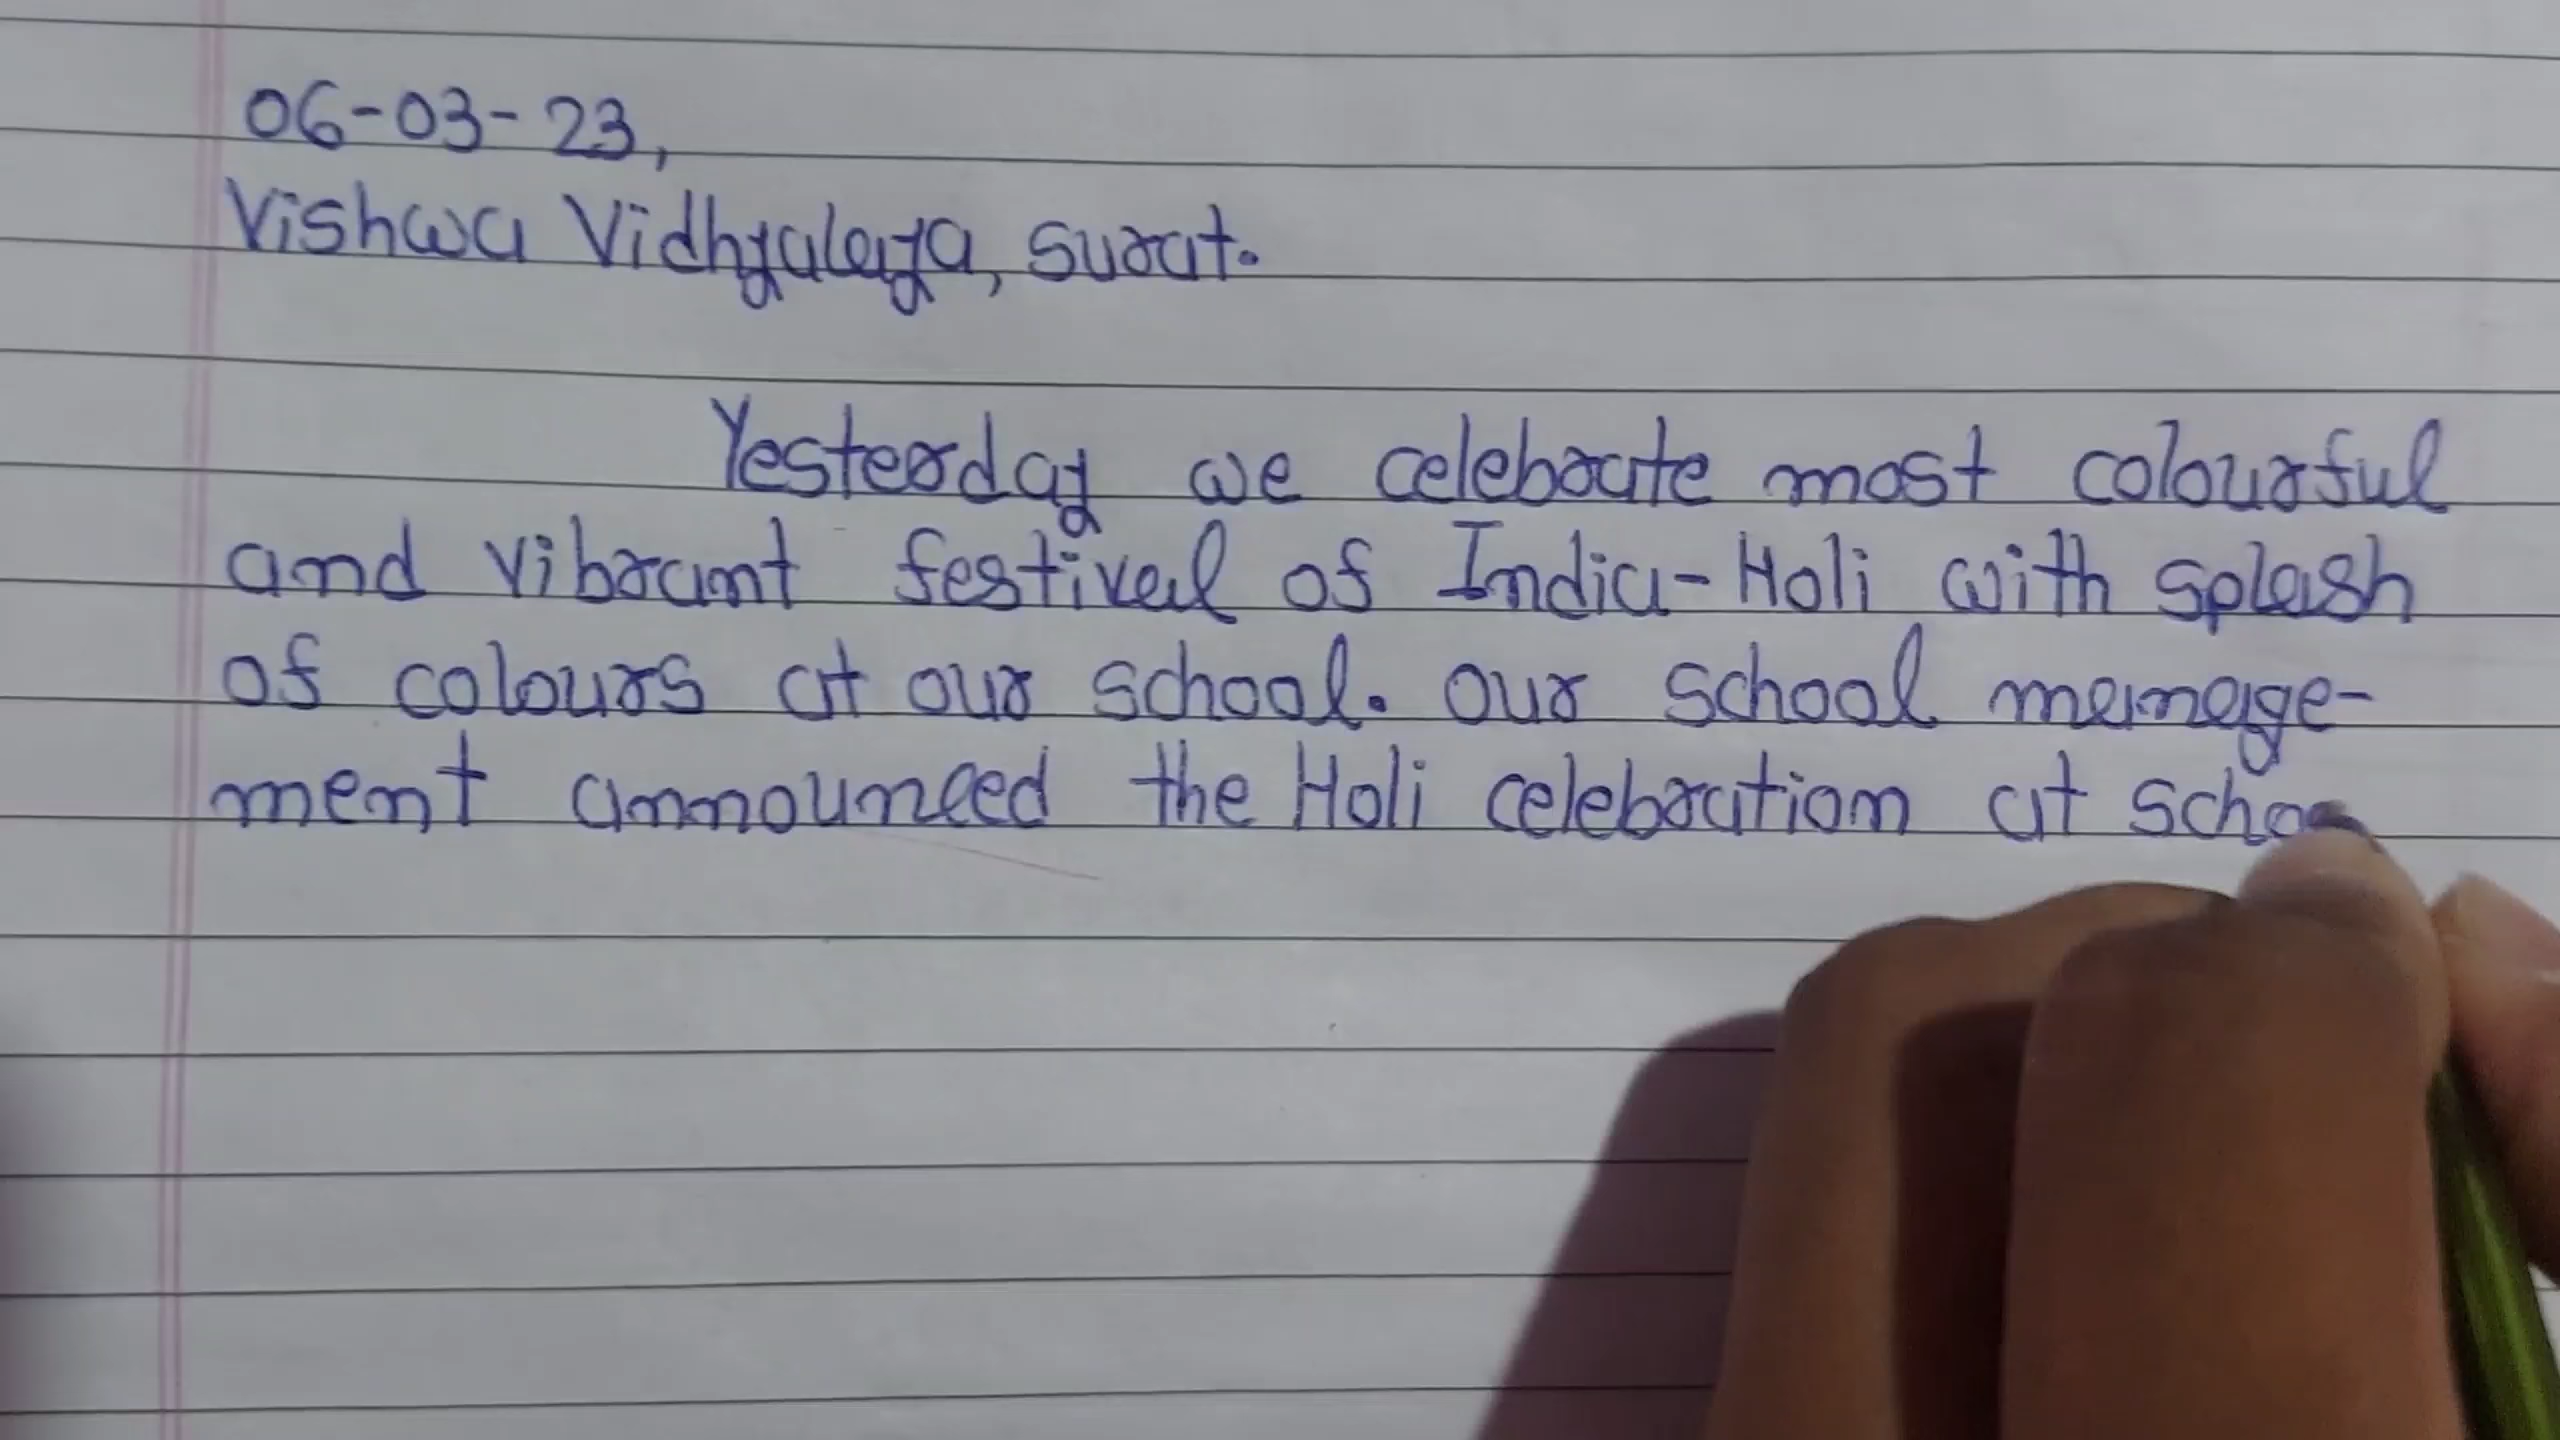 06-03-23,
Vishwa Vidhyalaya, Surat.
Yesterday we celebrate most colourful
and vibrant festival of India-Holi with splash
of colours at our school. Our school manage-
ment announced the Holi celebration at schoo